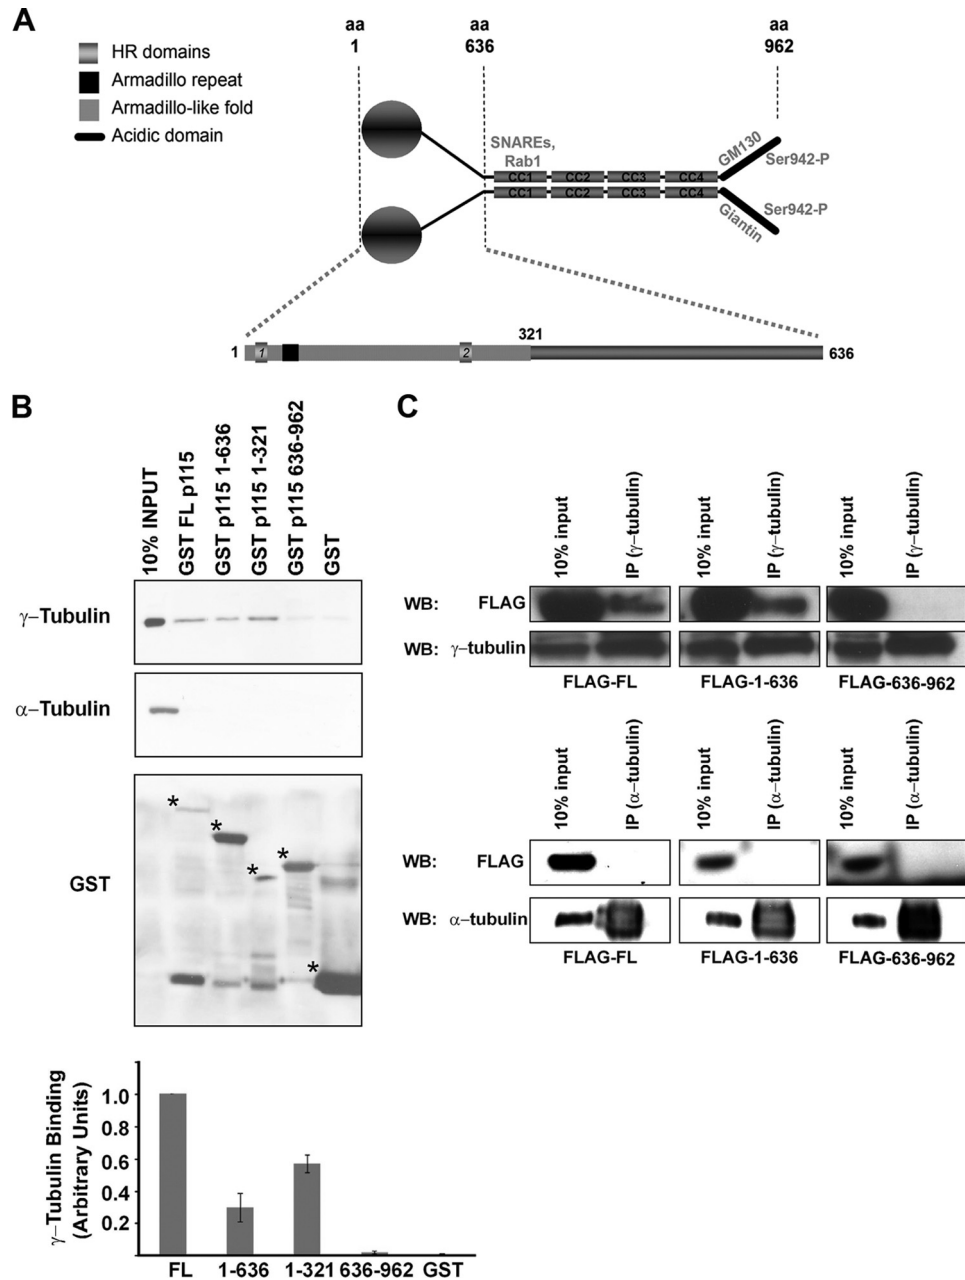 A
HR domains
Armadillo repeat
Armadillo-like fold
Acidic domain
aa
1
aa
636
aa
962
SNAREs,
Rab1
CC1 CC2 CC3 CC4
CC1 CC2 CC3 CC4
GM130
Ser942-P
Giantin
Ser942-P
321
1
1
2
636
B
10% INPUT
GST FL p115
GST p115 1-636
GST p115 1-321
GST p115 636-962
GST
γ–Tubulin
α–Tubulin
GST
*
*
*
*
*
γ–Tubulin Binding
(Arbitrary Units)
1.0
0.8
0.6
0.4
0.2
FL 1-636 1-321 636-962 GST
C
10% input
IP (γ–tubulin)
10% input
IP (γ–tubulin)
10% input
IP (γ–tubulin)
WB: FLAG
WB: γ–tubulin
FLAG-FL FLAG-1-636 FLAG-636-962
10% input
IP (α–tubulin)
10% input
IP (α–tubulin)
10% input
IP (α–tubulin)
WB: FLAG
WB: α–tubulin
FLAG-FL FLAG-1-636 FLAG-636-962